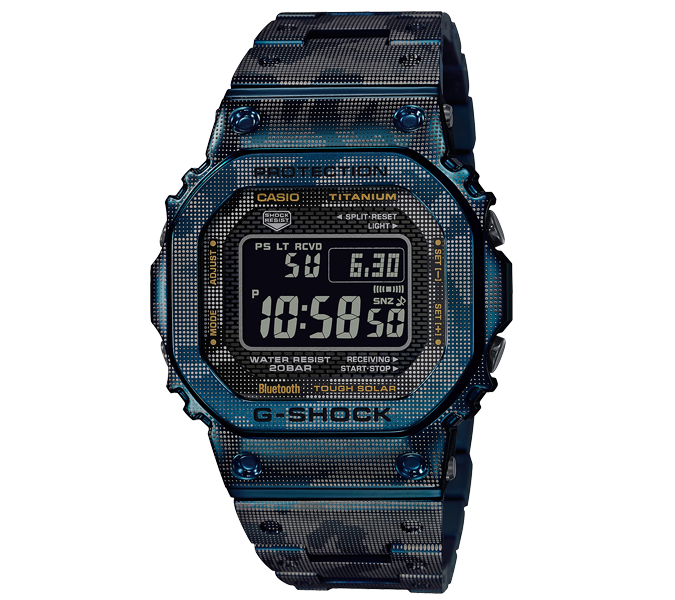 PROTECTION
CASIO TITANIUM
SHOCK RESIST
SPLIT·RESET
LIGHT
ADJUST
MODE
SET [−]
SET [+]
PS LT RCVD
SU 6.30
SNZ
P 10:58 50
WATER RESIST
20BAR
RECEIVING
START·STOP
Bluetooth TOUGH SOLAR
G-SHOCK